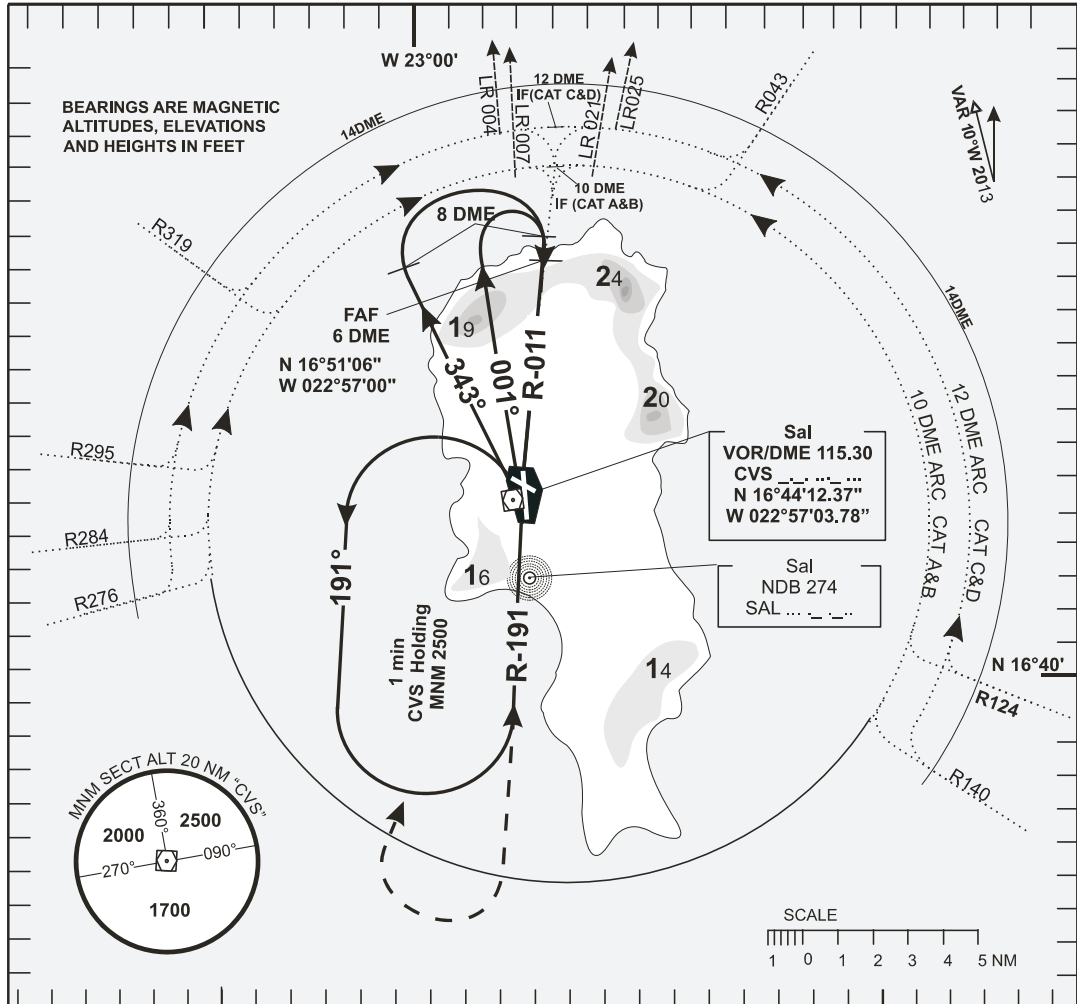 W 23°00'
BEARINGS ARE MAGNETIC
ALTITUDES, ELEVATIONS
AND HEIGHTS IN FEET
14DME
LR 004
LR 007
12 DME
IF(CAT C&D)
LR 021
LR025
R043
VAR 10°W 2013
10 DME
IF (CAT A&B)
8 DME
R319
FAF
6 DME
N 16°51'06"
W 022°57'00"
19
24
20
14DME
343°
001°
R-011
R295
R284
R276
Sal
VOR/DME 115.30
CVS _._. ..._ ...
N 16°44'12.37"
W 022°57'03.78”
10 DME ARC CAT A&B
12 DME ARC CAT C&D
Sal
NDB 274
SAL ... ._ ._..
191°
1 min
CVS Holding
MNM 2500
R-191
16
14
N 16°40'
R124
R140
MNM SECT ALT 20 NM “CVS”
360°
2000
2500
270°
090°
1700
SCALE
1 0 1 2 3 4 5 NM